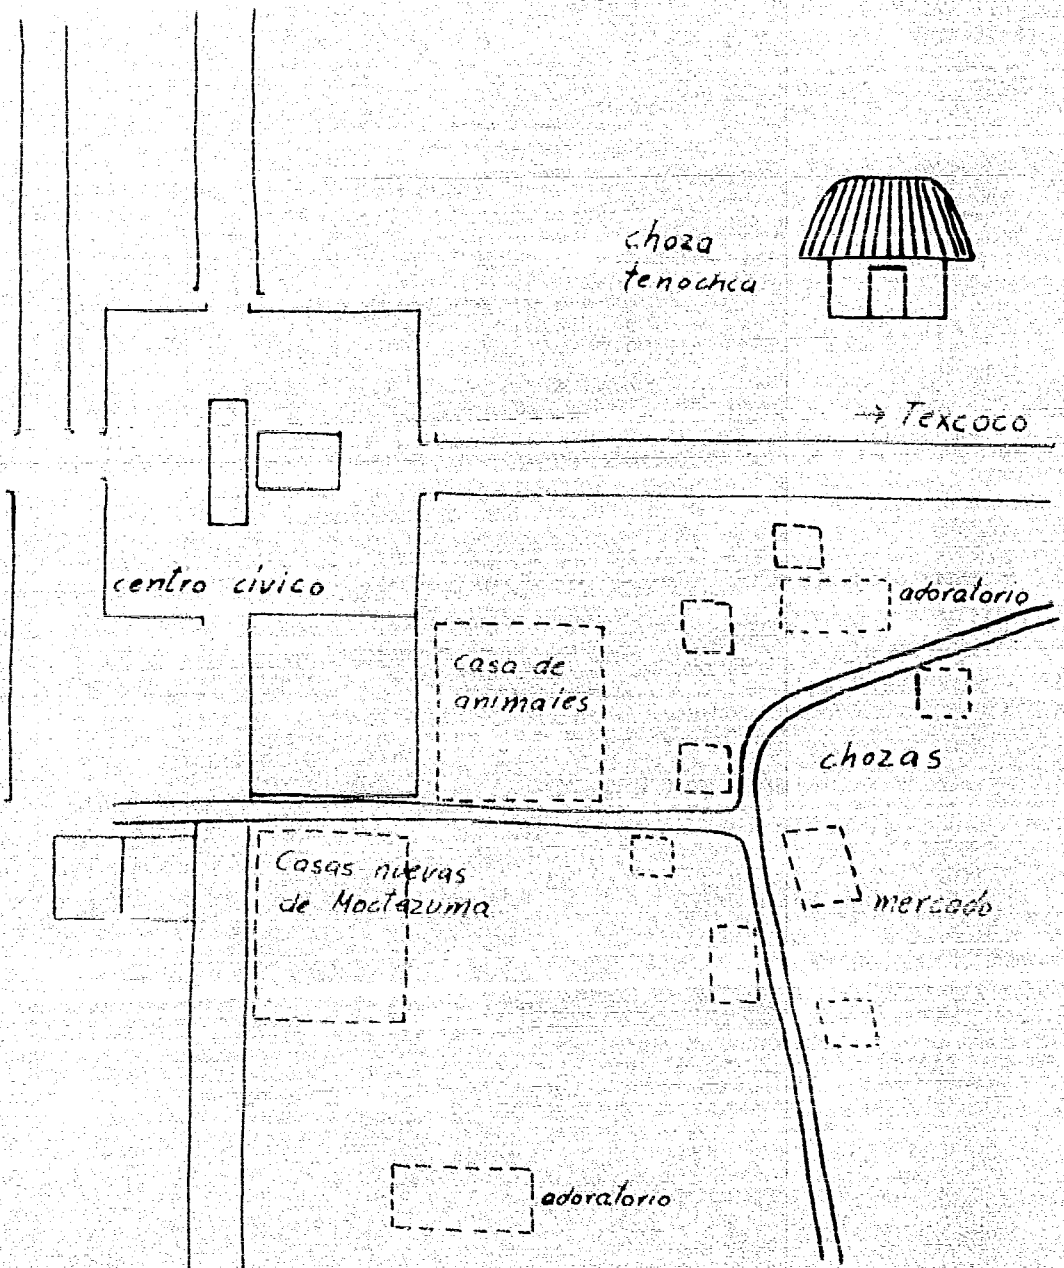 choza
tenochca
→ Texcoco
centro cívico
adoratorio
casa de
animales
chozas
Casas nuevas
de Moctezuma
mercado
adoratorio